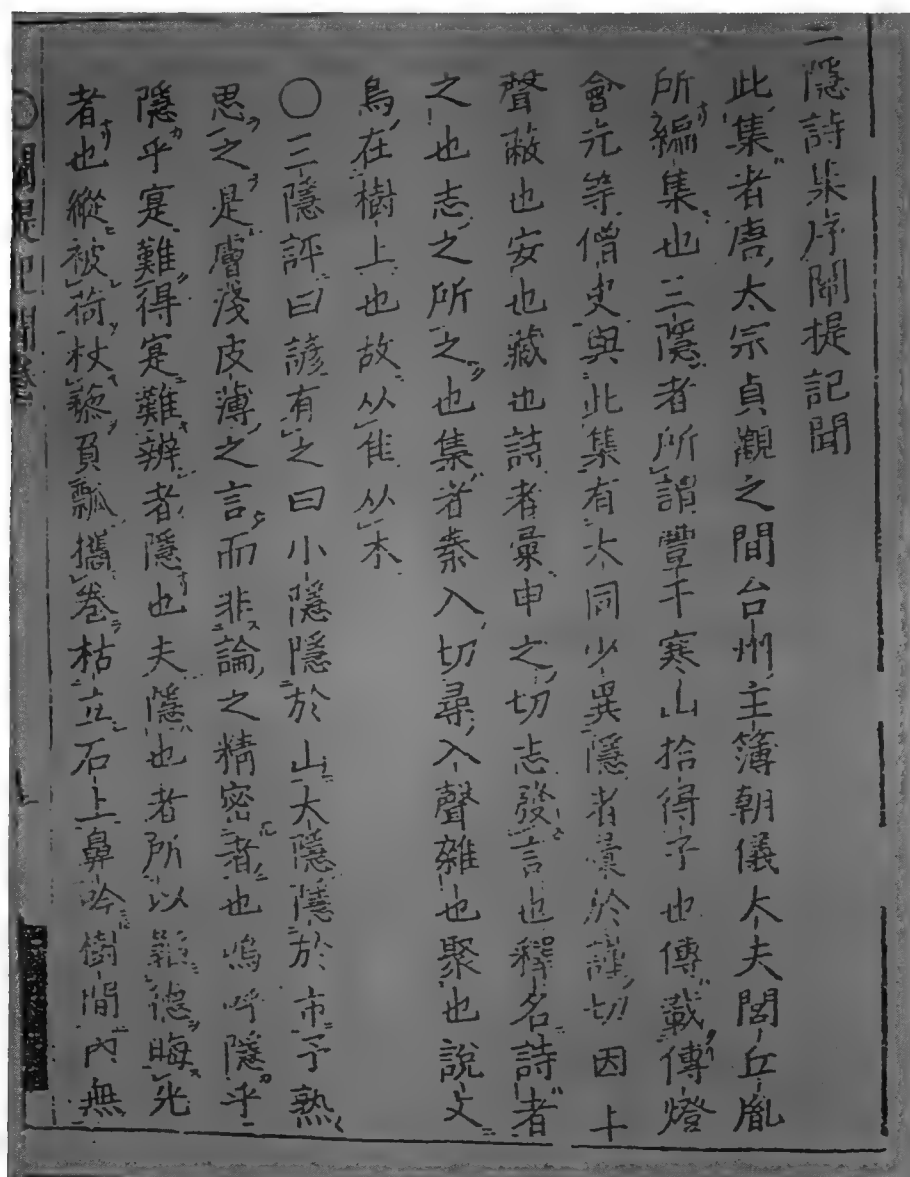 三隱詩集序闡提記聞
此集者唐太宗貞觀之間台州主簿朝儀大夫閭丘胤
所編集也三隱者所謂豐干寒山拾得子也傳載傳燈
會元等僧史與此集有大同少異隱者彙於謹切因上
聲蔽也安也藏也詩者彙申之切志發言也釋名詩者
之也志之所之也集者秦入切尋入聲雜也聚也說文
鳥在樹上也故从隹从木
○三隱評曰諺有之曰小隱隱於山大隱隱於市予熟
思之是膚淺皮薄之言而非論之精密者也嗚呼隱乎
隱乎寔難得寔難辨者隱也夫隱也者所以韜德晦光
者也縱被荷杖藜負瓢攜卷枯立石上鼻吟樹間內無